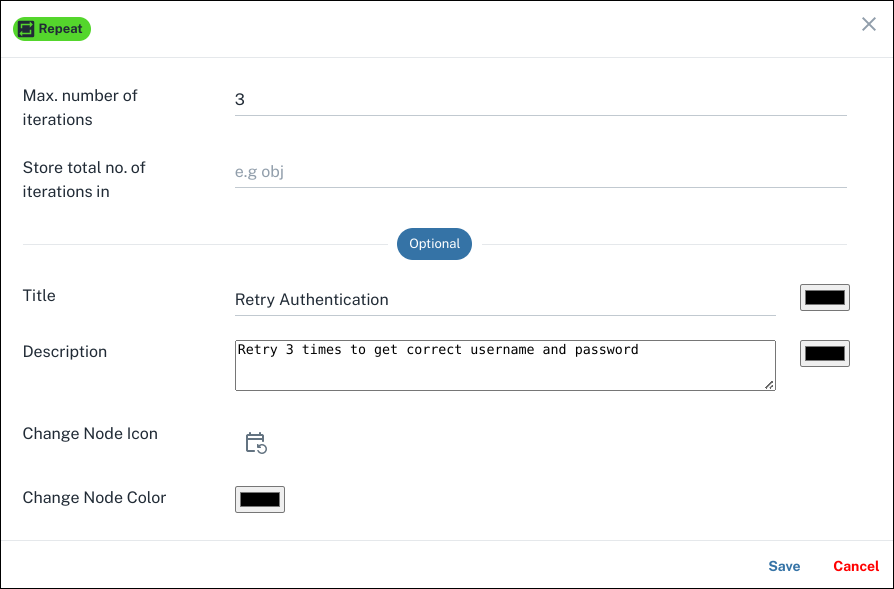 Repeat
Max. number of
iterations
3
Store total no. of
iterations in
e.g obj
Optional
Title
Retry Authentication
Description
Retry 3 times to get correct username and password
Change Node Icon
Change Node Color
Save
Cancel